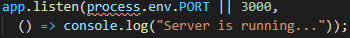 app.listen(process.env.PORT || 3000,
() => console.log("Server is running..."));